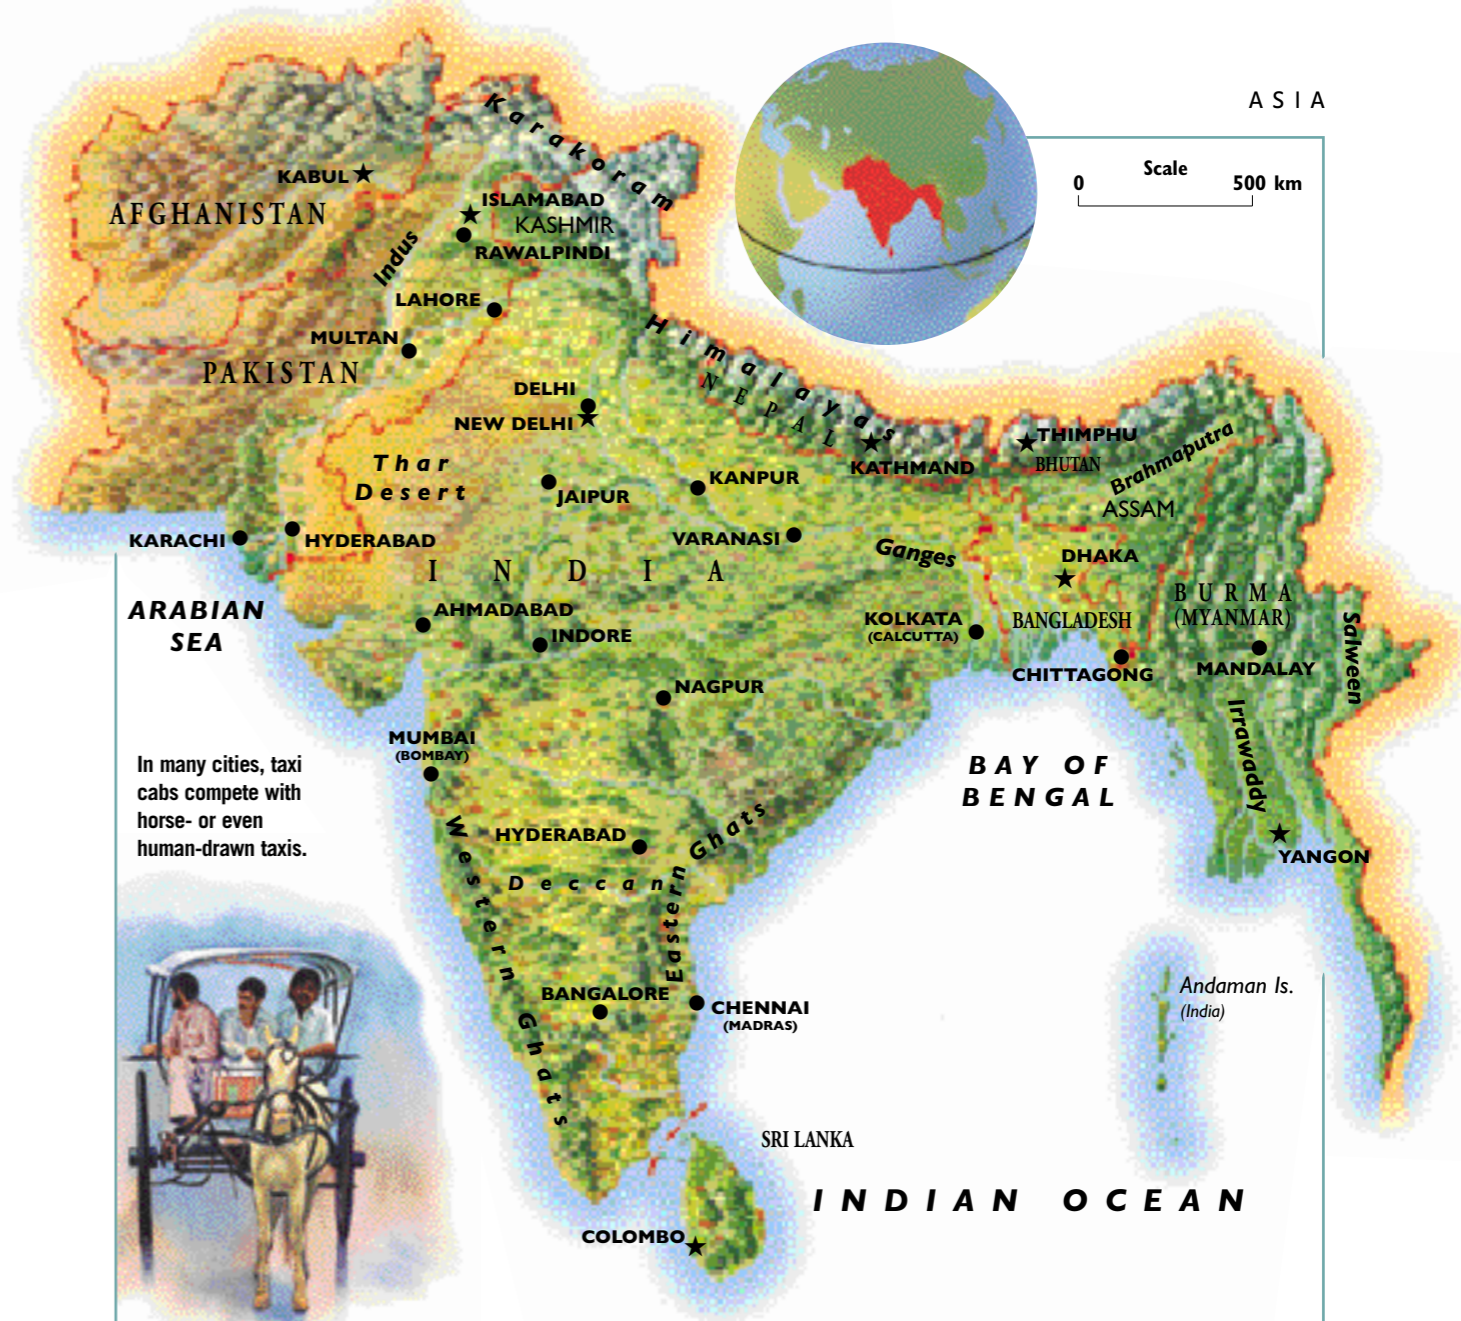 ASIA
Scale
0 500 km
Karakoram
KABUL
AFGHANISTAN
ISLAMABAD
KASHMIR
RAWALPINDI
Indus
LAHORE
MULTAN
PAKISTAN
Himalayas
NEPAL
DELHI
NEW DELHI
THIMPHU
BHUTAN
Brahmaputra
KATHMAND
Thar
Desert
JAIPUR
KANPUR
ASSAM
KARACHI
HYDERABAD
VARANASI
Ganges
DHAKA
INDIA
BURMA
(MYANMAR)
ARABIAN
SEA
AHMADABAD
INDORE
KOLKATA
(CALCUTTA)
BANGLADESH
Salween
CHITTAGONG
MANDALAY
NAGPUR
Irrawaddy
MUMBAI
(BOMBAY)
BAY OF
BENGAL
In many cities, taxi
cabs compete with
horse- or even
human-drawn taxis.
Western Ghats
HYDERABAD
Eastern Ghats
Deccan
YANGON
Andaman Is.
(India)
BANGALORE
CHENNAI
(MADRAS)
SRI LANKA
INDIAN OCEAN
COLOMBO